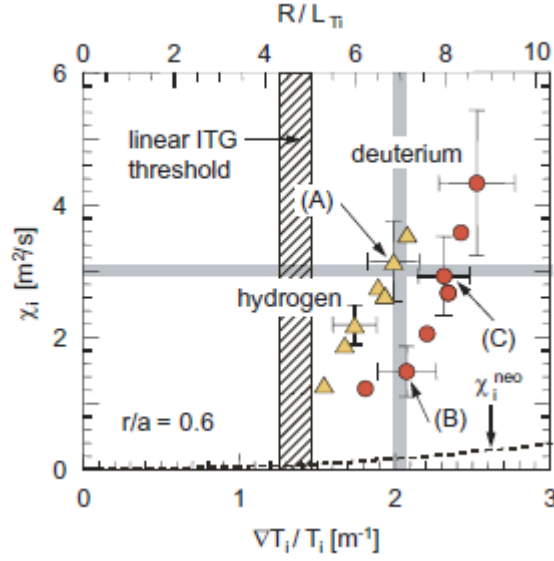 R/L_Ti
0 2 4 6 8 10
6
linear ITG
threshold
deuterium
(A)
4
χ_i [m²/s]
hydrogen
(C)
2
χ_i^neo
r/a = 0.6
(B)
0
0 1 2 3
∇T_i/T_i [m⁻¹]